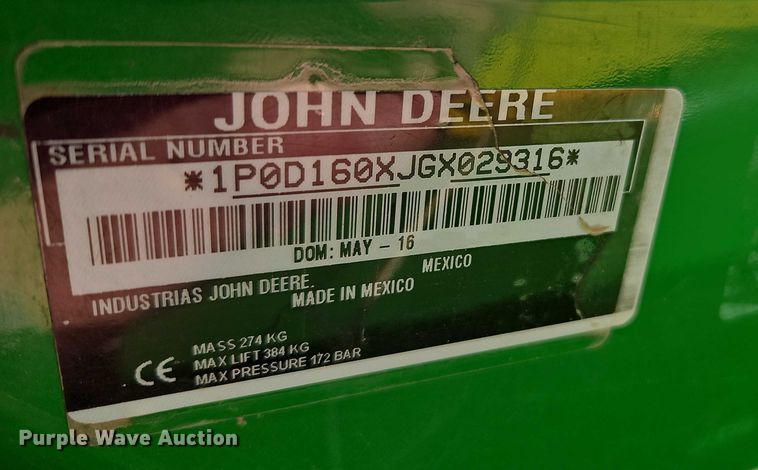 JOHN DEERE
SERIAL NUMBER
*1P0D160XJGX029316*
DOM: MAY - 16
INDUSTRIAS JOHN DEERE. MEXICO
MADE IN MEXICO
CE
MASS 274 KG
MAX LIFT 384 KG
MAX PRESSURE 172 BAR
Purple Wave Auction